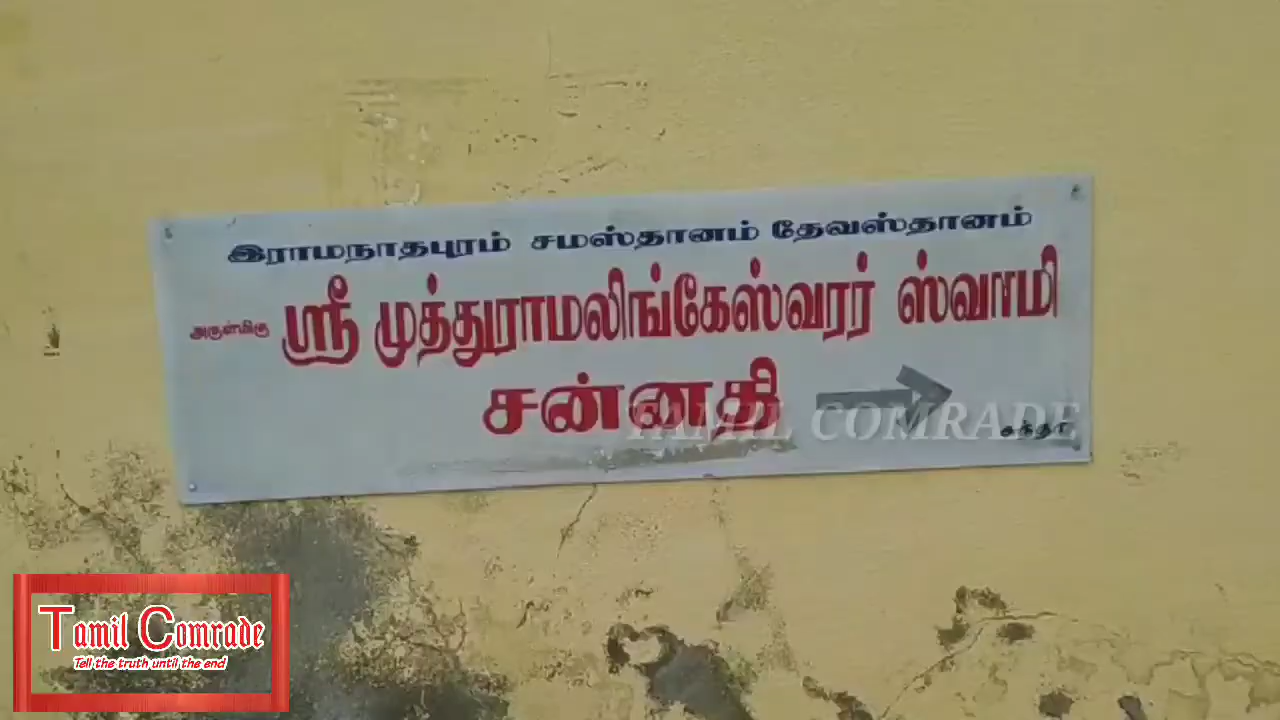 இராமநாதபுரம் சமஸ்தானம் தேவஸ்தானம்
அருள்மிகு ஸ்ரீ முத்துராமலிங்கேஸ்வரர் ஸ்வாமி
சன்னதி
TAMIL COMRADE
Tamil Comrade
Tell the truth until the end